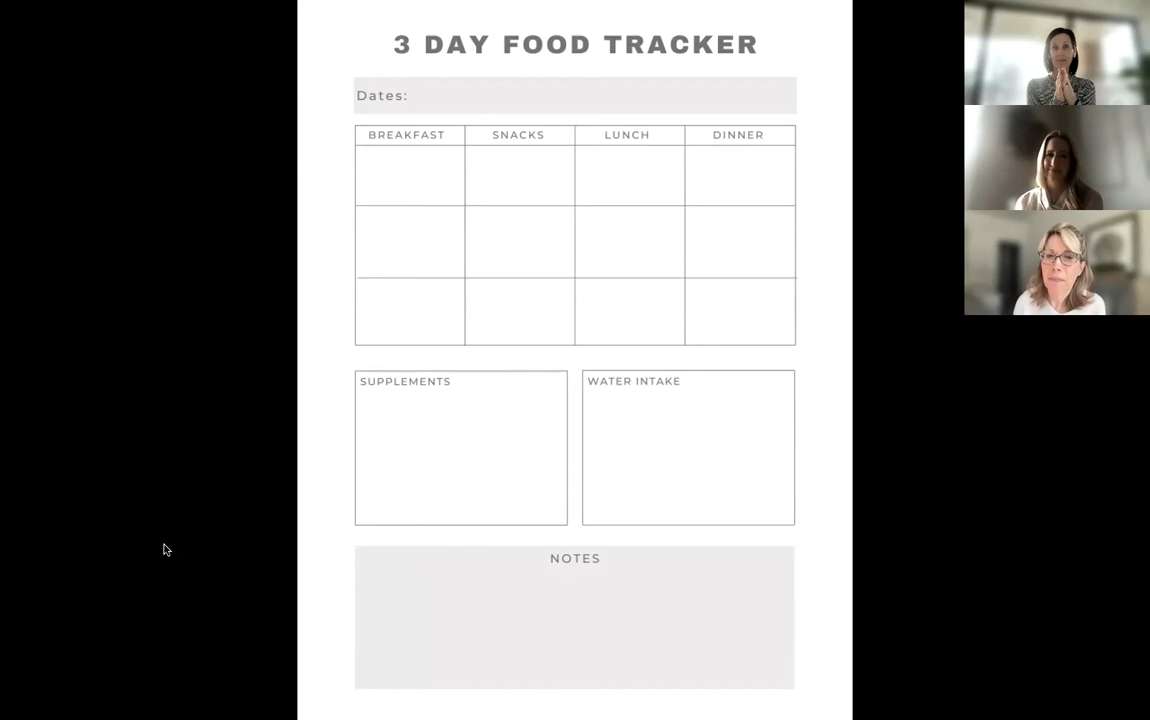 3 DAY FOOD TRACKER
Dates:
BREAKFAST SNACKS LUNCH DINNER
SUPPLEMENTS WATER INTAKE
NOTES